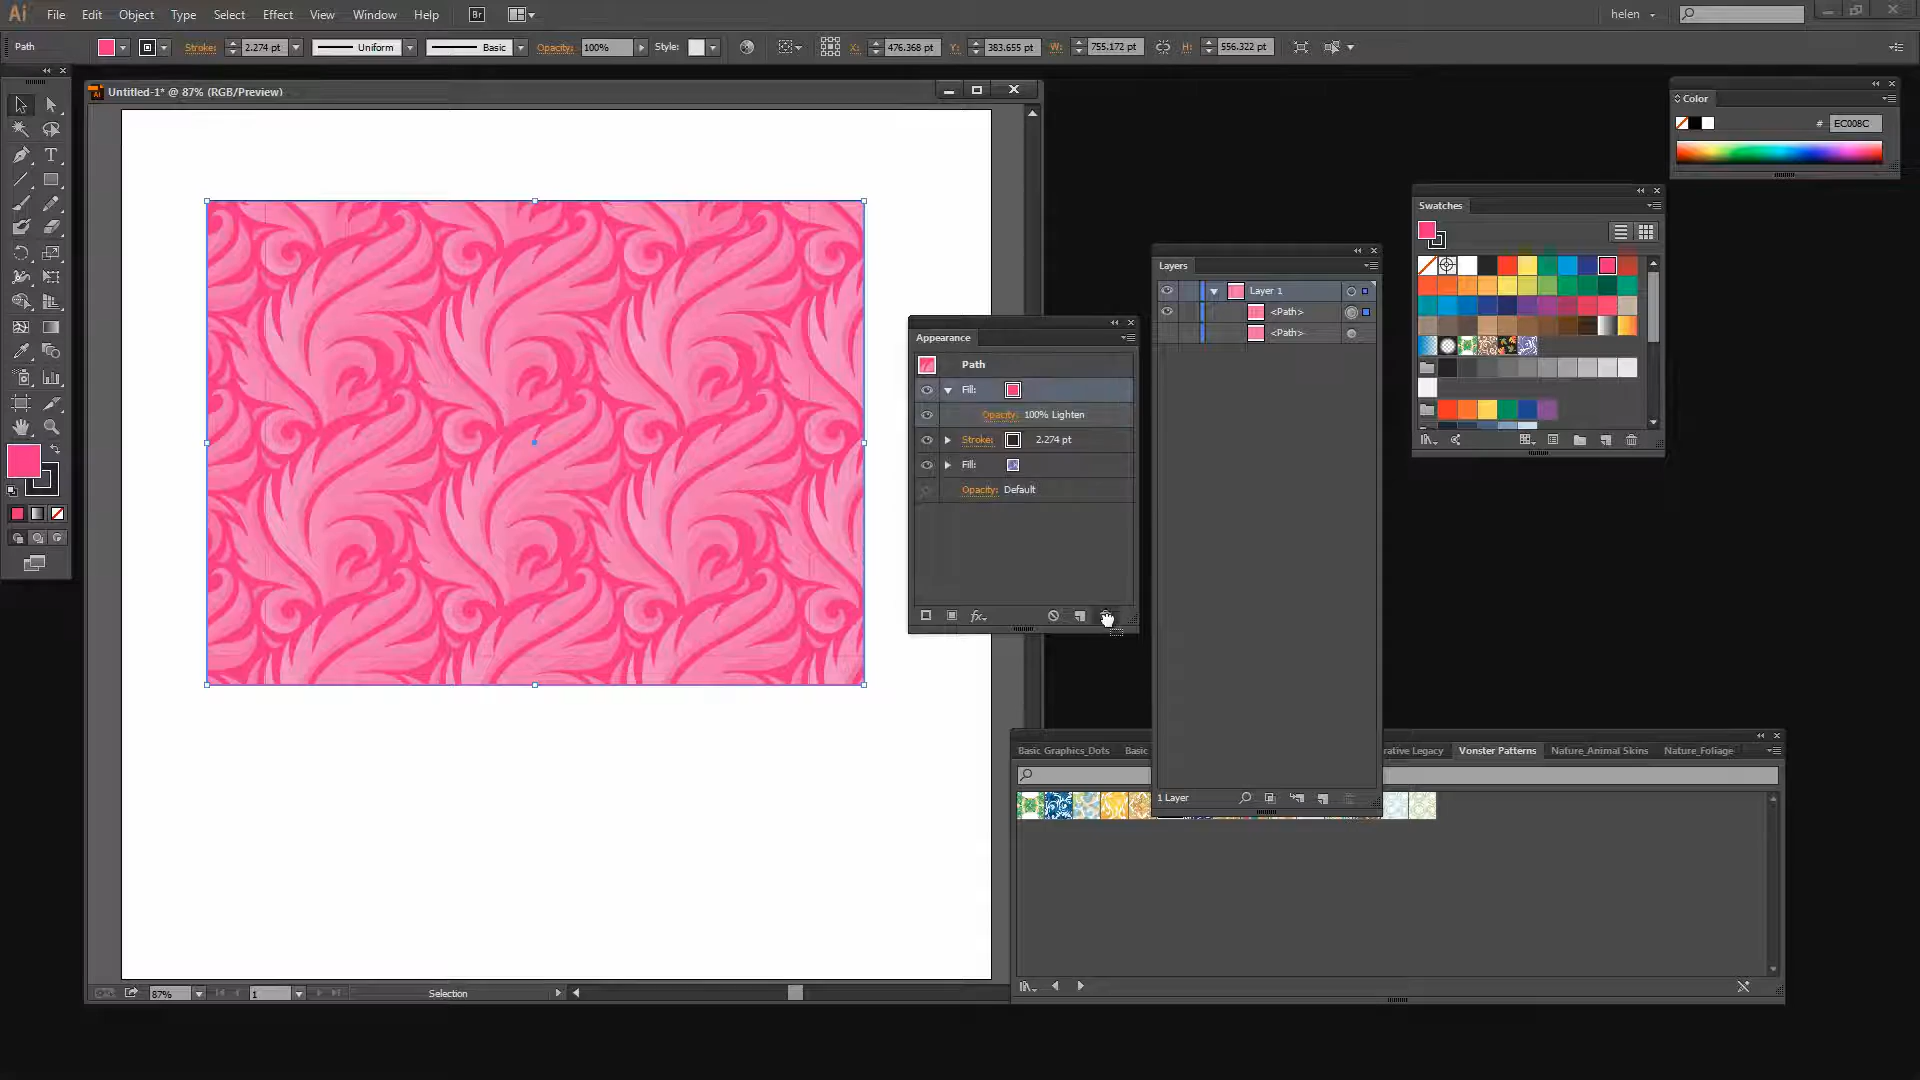 Ai File Edit Object Type Select Effect View Window Help Br helen
Path Stroke: 2.274 pt Uniform Basic Opacity: 100% Style: X: 476.368 pt Y: 383.655 pt W: 755.172 pt H: 556.322 pt
Untitled-1* @ 87% (RGB/Preview)
Color
# EC008C
Swatches
Layers
Layer 1
<Path>
<Path>
1 Layer
Appearance
Path
Fill:
Opacity: 100% Lighten
Stroke: 2.274 pt
Fill:
Opacity: Default
fx
Basic Graphics_Dots Basic rative Legacy Vonster Patterns Nature_Animal Skins Nature_Foliage
87% 1 Selection